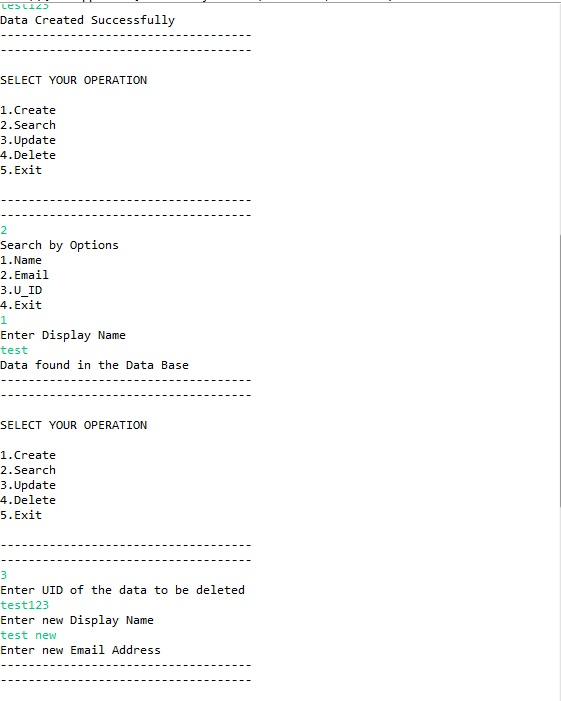 test123
Data Created Successfully
------------------------------------
------------------------------------
SELECT YOUR OPERATION
1.Create
2.Search
3.Update
4.Delete
5.Exit
------------------------------------
------------------------------------
2
Search by Options
1.Name
2.Email
3.U_ID
4.Exit
1
Enter Display Name
test
Data found in the Data Base
------------------------------------
------------------------------------
SELECT YOUR OPERATION
1.Create
2.Search
3.Update
4.Delete
5.Exit
------------------------------------
------------------------------------
3
Enter UID of the data to be deleted
test123
Enter new Display Name
test new
Enter new Email Address
------------------------------------
------------------------------------